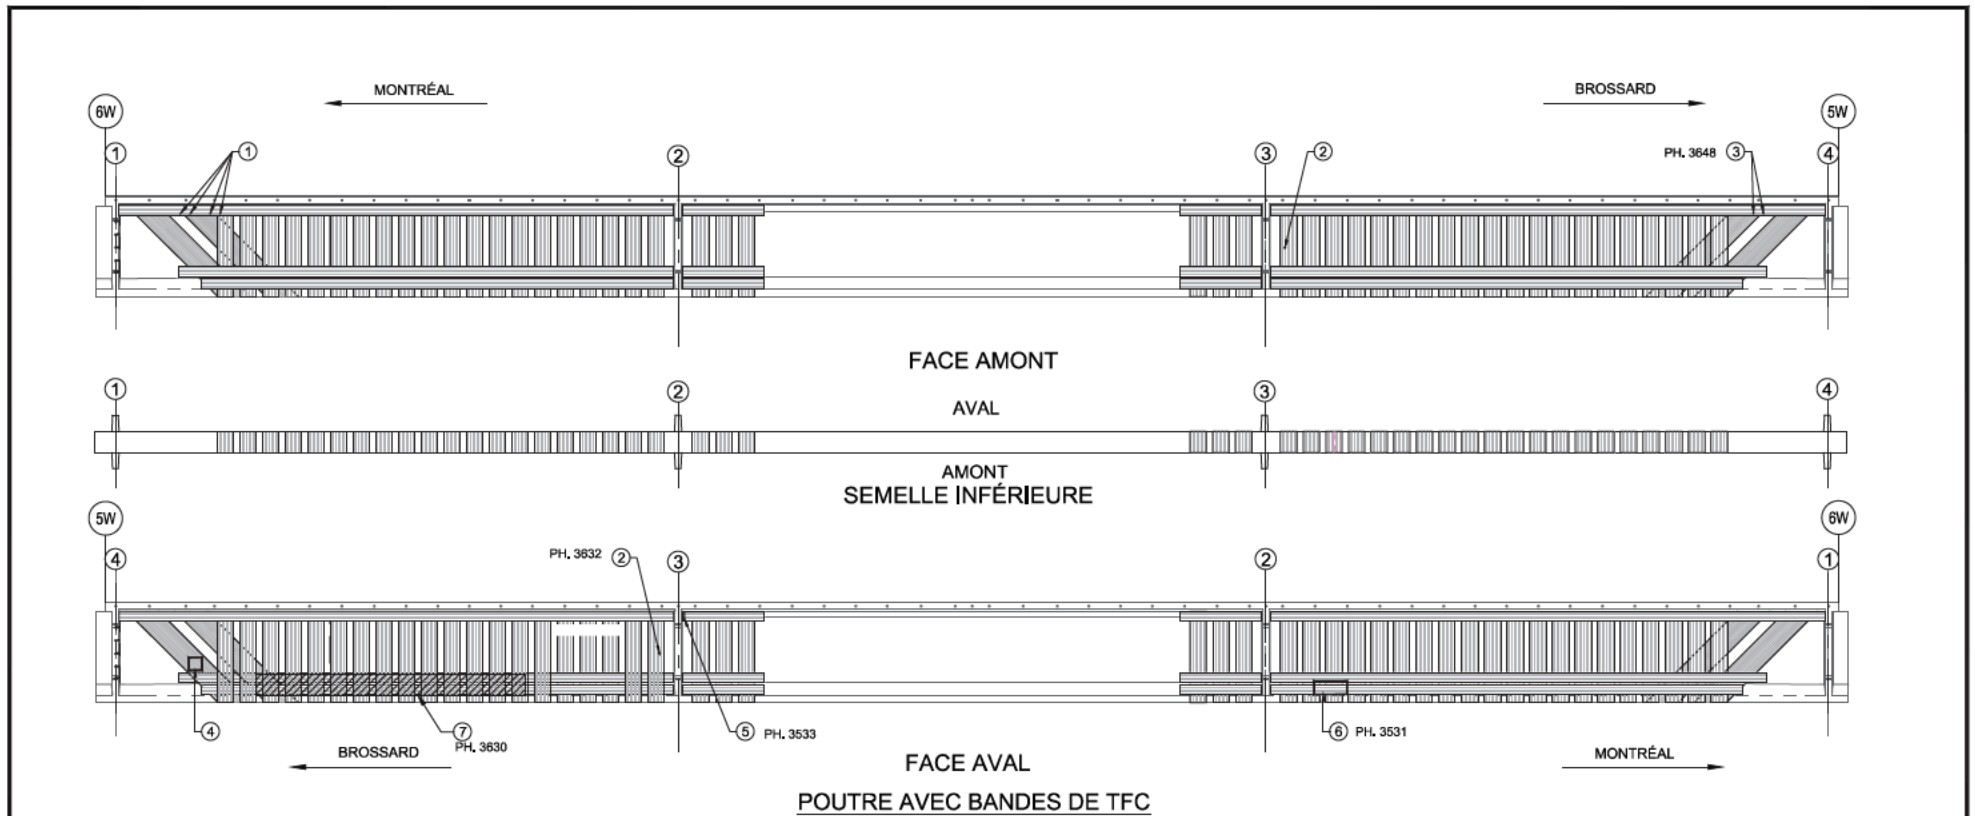 MONTRÉAL
BROSSARD
6W
5W
1
1
2
3
2
PH. 3648
3
4
FACE AMONT
1
2
AVAL
3
4
AMONT
SEMELLE INFÉRIEURE
5W
6W
4
PH. 3632
2
3
2
1
4
7
PH. 3630
5
PH. 3533
6
PH. 3531
BROSSARD
FACE AVAL
MONTRÉAL
POUTRE AVEC BANDES DE TFC